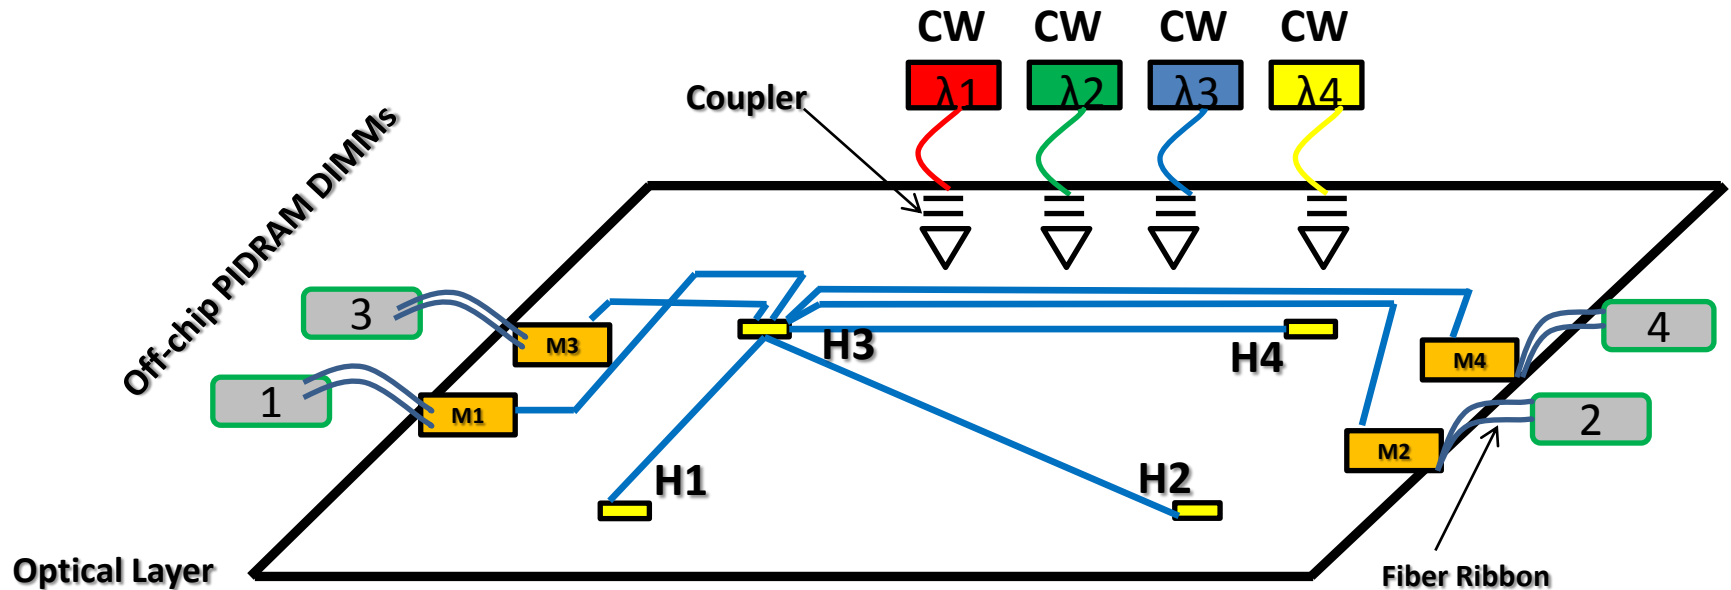 CW CW CW CW
λ1 λ2 λ3 λ4
Coupler
Off-chip PIDRAM DIMMs
3
4
M3
H3
H4
M4
1
M1
2
M2
H1
H2
Optical Layer
Fiber Ribbon